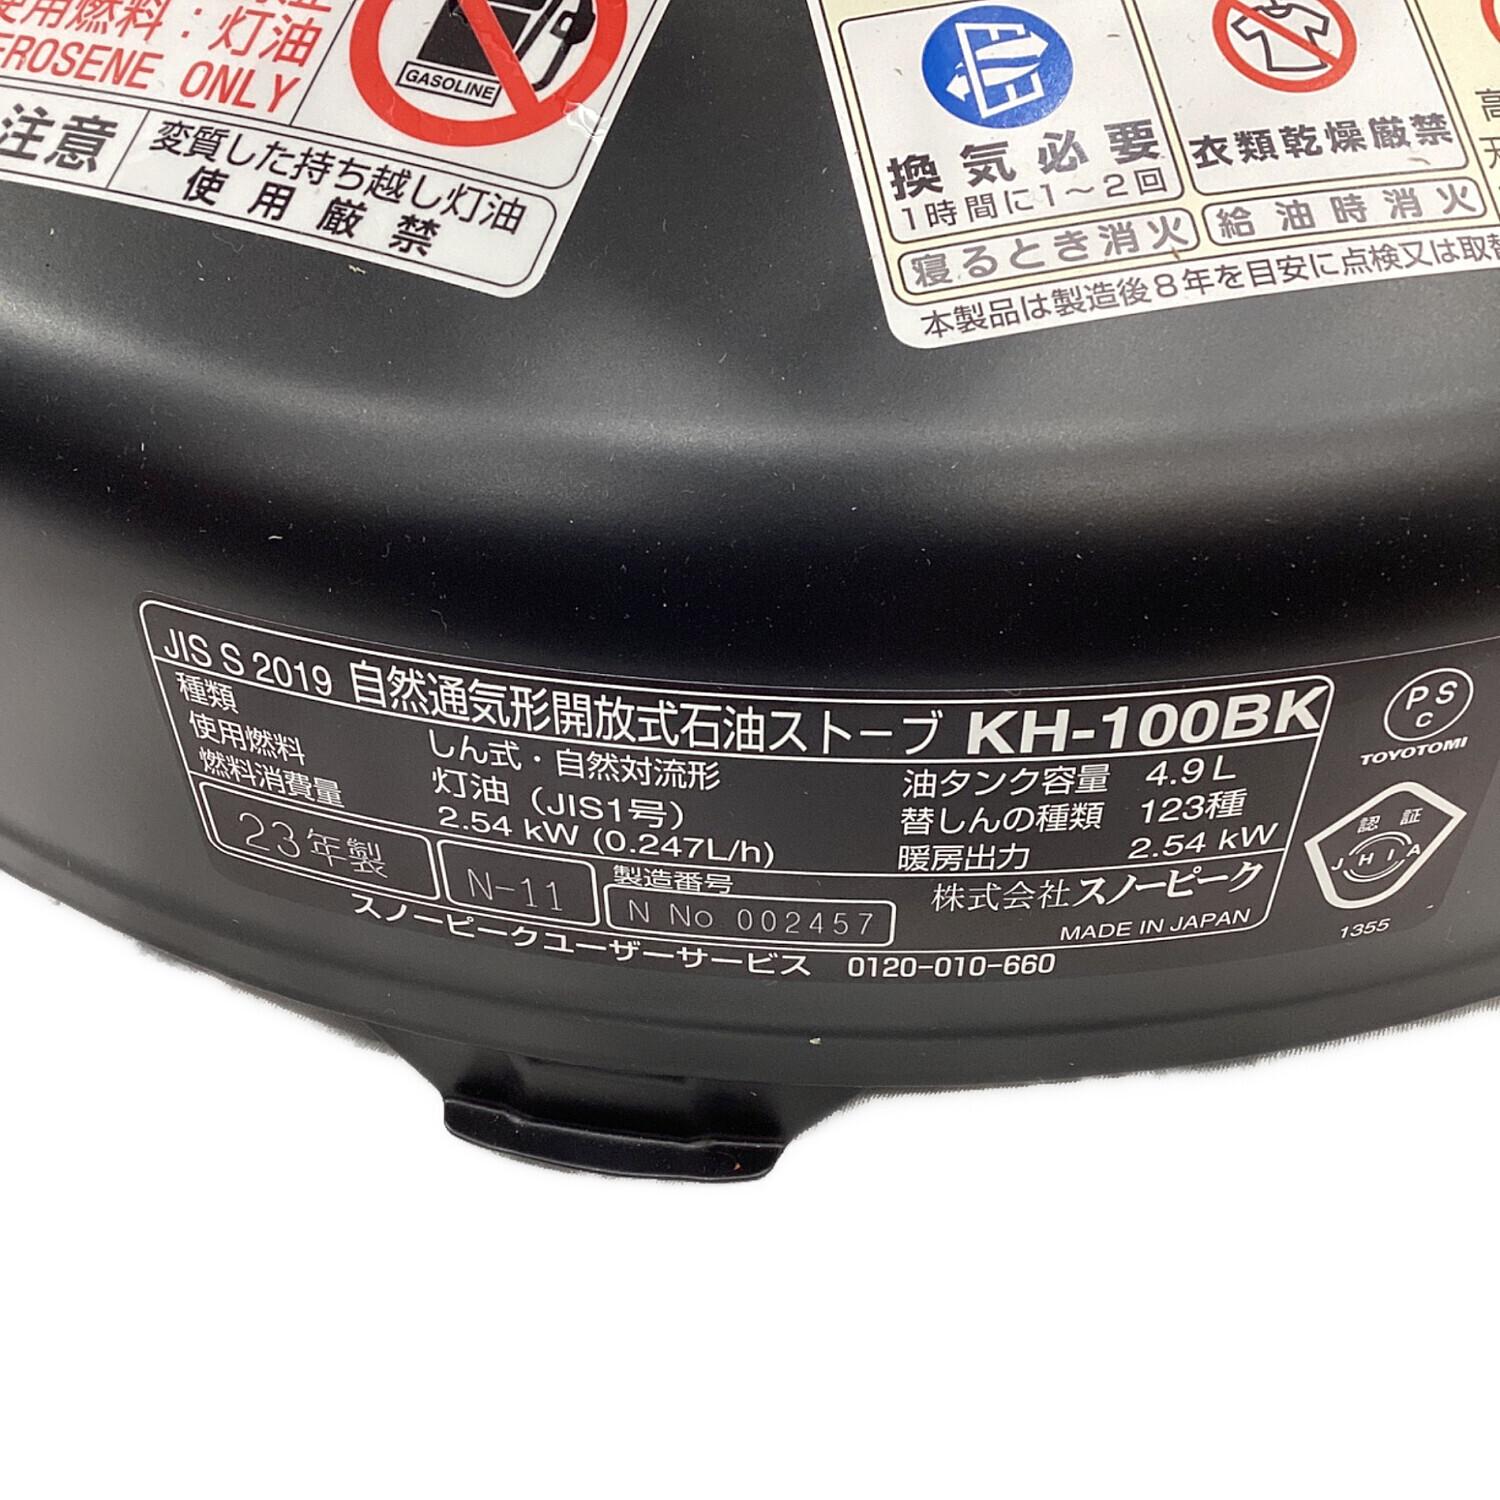 使用燃料：灯油
KEROSENE ONLY
GASOLINE
注意
変質した持ち越し灯油
使用厳禁
換気必要
1時間に1～2回
衣類乾燥厳禁
寝るとき消火
給油時消火
本製品は製造後8年を目安に点検又は取替
JIS S 2019 自然通気形開放式石油ストーブ KH-100BK
種類 しん式・自然対流形
使用燃料 灯油（JIS1号）
燃料消費量 2.54 kW (0.247L/h)
油タンク容量 4.9L
替しんの種類 123種
暖房出力 2.54 kW
23年製
N-11
製造番号
N No 002457
株式会社スノーピーク
MADE IN JAPAN
スノーピークユーザーサービス 0120-010-660
PSC
TOYOTOMI
認証
JHIA
1355